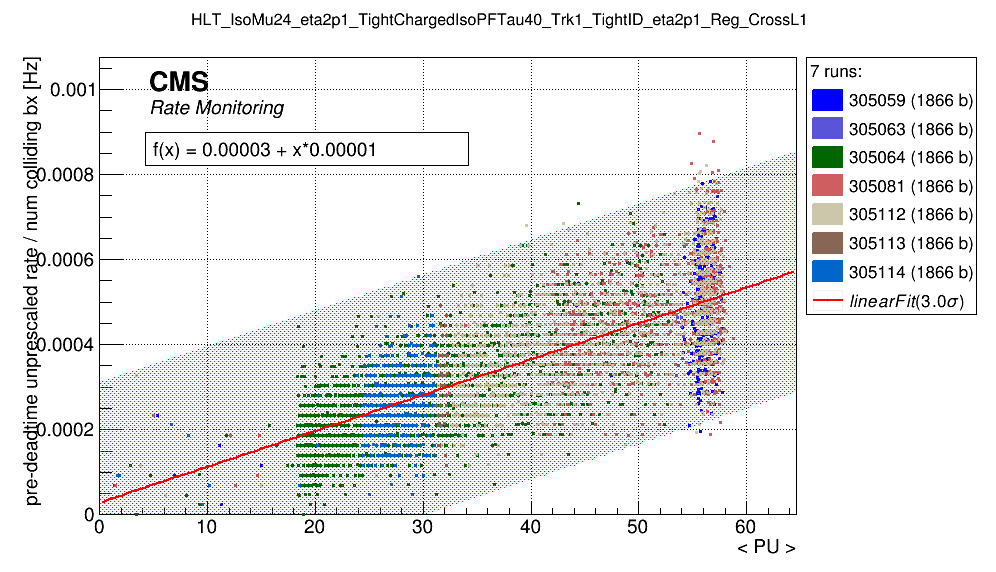 HLT_IsoMu24_eta2p1_TightChargedIsoPFTau40_Trk1_TightID_eta2p1_Reg_CrossL1
pre-deadtime unprescaled rate / num colliding bx [Hz]
CMS
Rate Monitoring
f(x) = 0.00003 + x*0.00001
0.001
0.0008
0.0006
0.0004
0.0002
0
0 10 20 30 40 50 60
< PU >
7 runs:
305059 (1866 b)
305063 (1866 b)
305064 (1866 b)
305081 (1866 b)
305112 (1866 b)
305113 (1866 b)
305114 (1866 b)
linearFit(3.0σ)